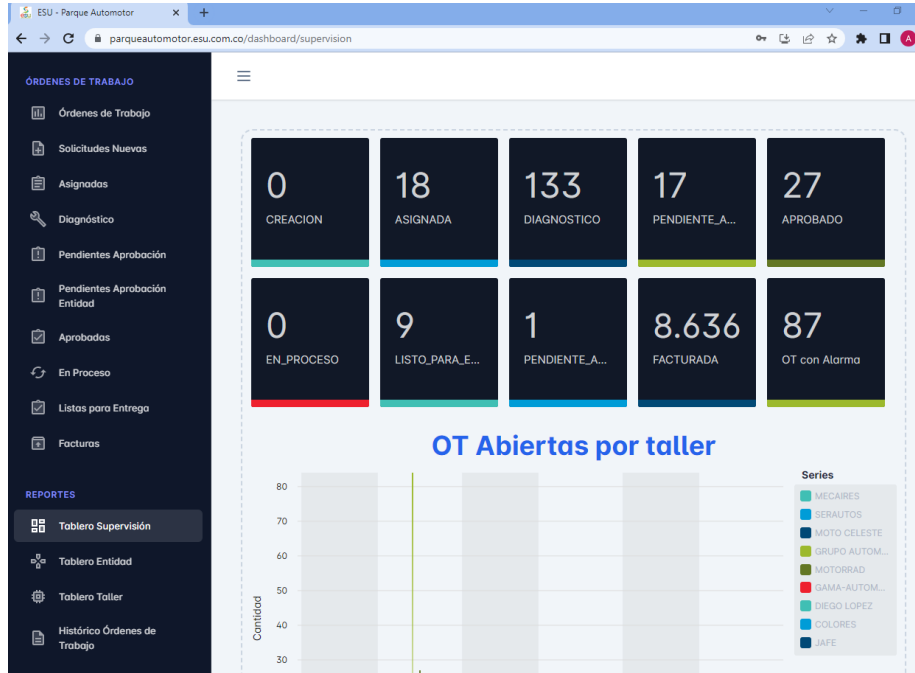 ESU - Parque Automotor
parqueautomotor.esu.com.co/dashboard/supervision
A
ÓRDENES DE TRABAJO
Órdenes de Trabajo
Solicitudes Nuevas
Asignadas
Diagnóstico
Pendientes Aprobación
Pendientes Aprobación
Entidad
Aprobadas
En Proceso
Listas para Entrega
Facturas
REPORTES
Tablero Supervisión
Tablero Entidad
Tablero Taller
Histórico Órdenes de
Trabajo
0
CREACION
18
ASIGNADA
133
DIAGNOSTICO
17
PENDIENTE_A...
27
APROBADO
0
EN_PROCESO
9
LISTO_PARA_E...
1
PENDIENTE_A...
8.636
FACTURADA
87
OT con Alarma
OT Abiertas por taller
Cantidad
80
70
60
50
40
30
Series
MECAIRES
SERAUTOS
MOTO CELESTE
GRUPO AUTOM...
MOTORRAD
GAMA-AUTOM...
DIEGO LOPEZ
COLORES
JAFE